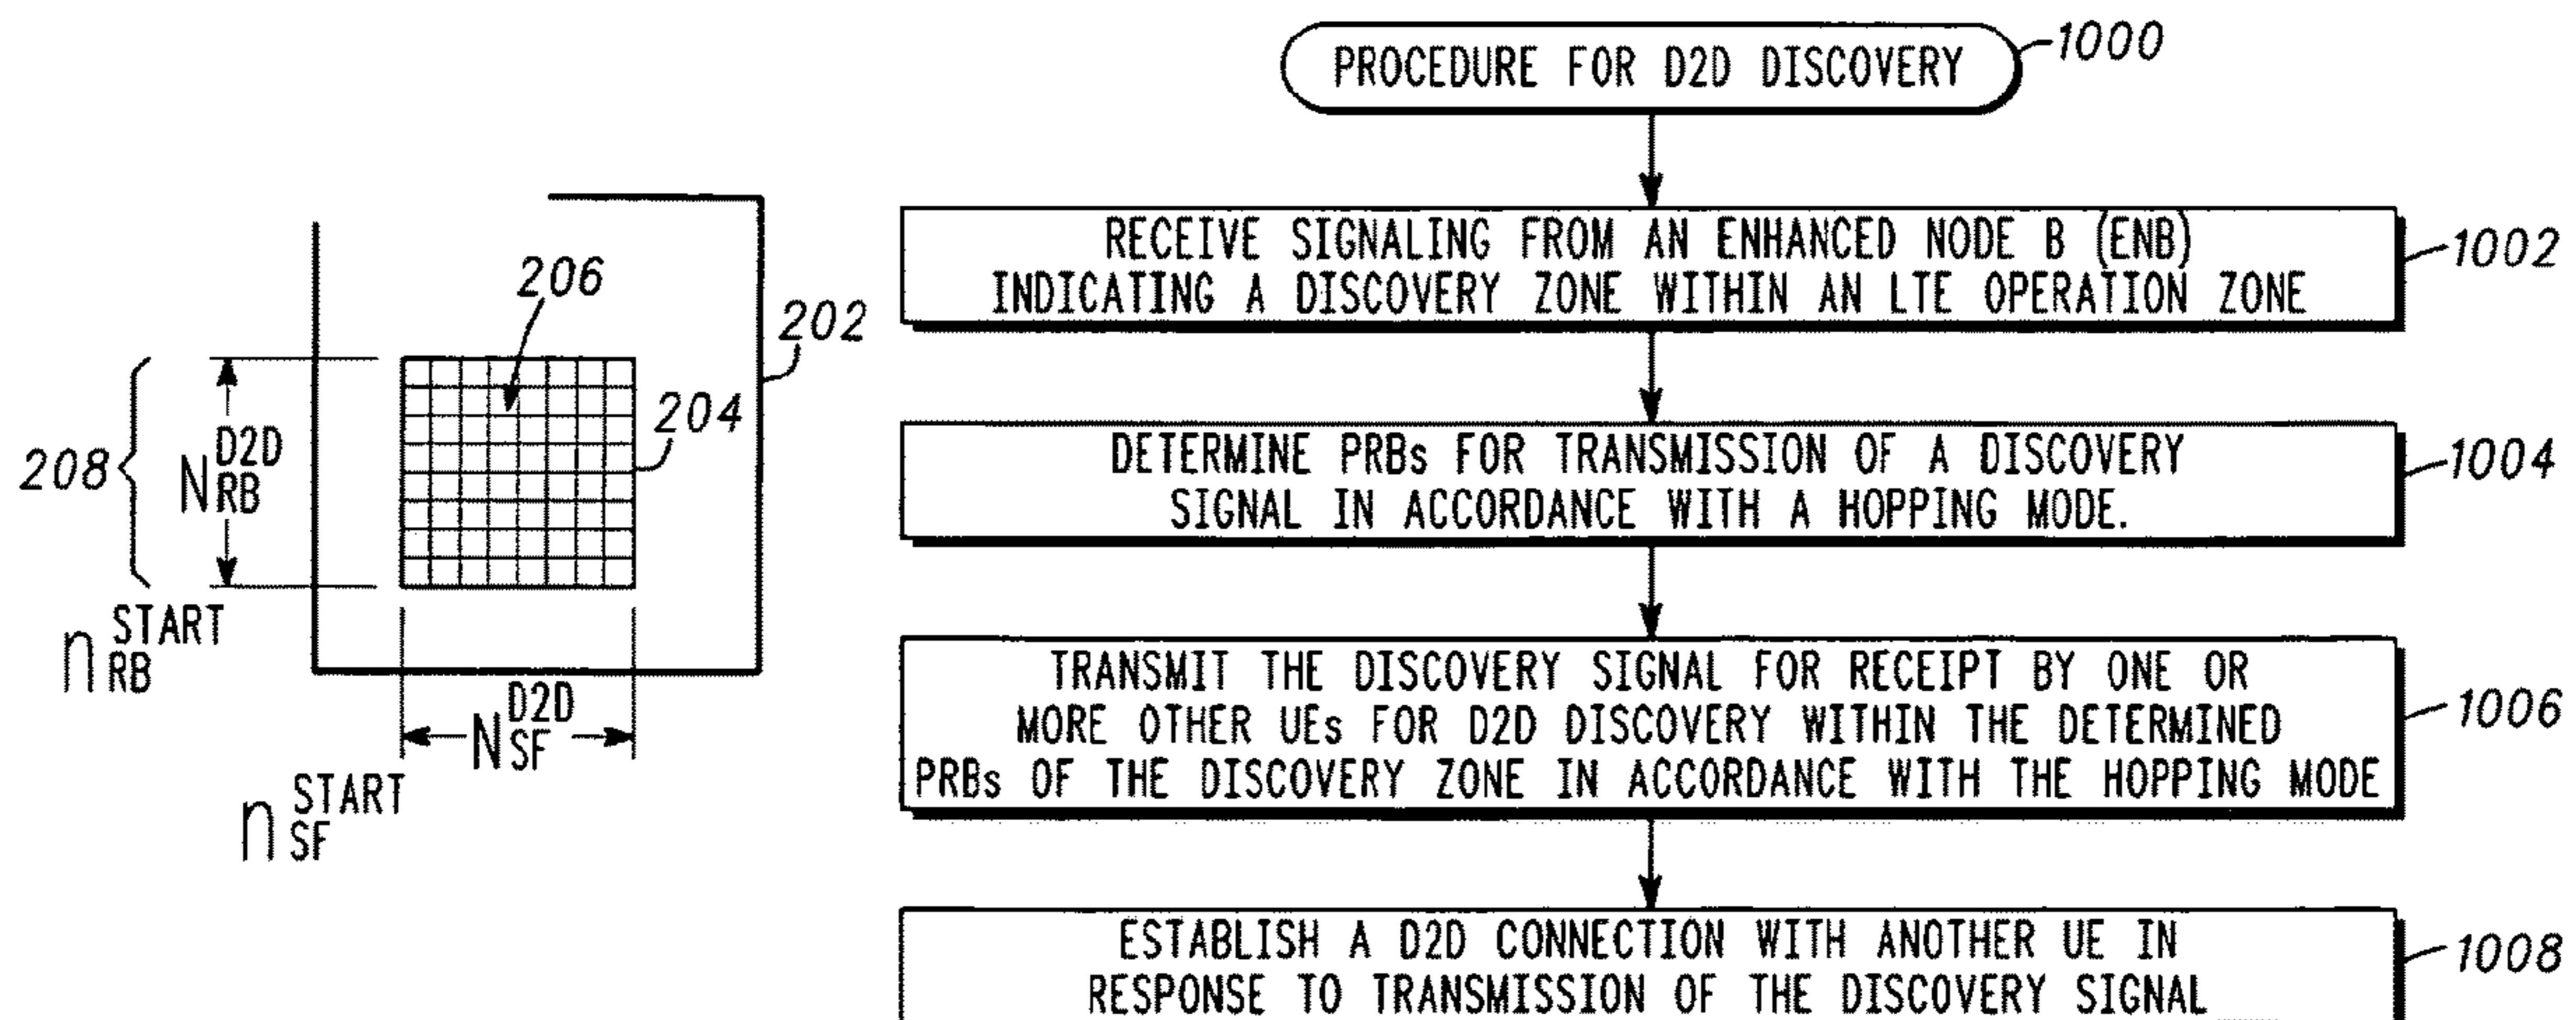 206
202
204
208
N D2D RB
n START RB
N D2D SF
n START SF
PROCEDURE FOR D2D DISCOVERY
1000
RECEIVE SIGNALING FROM AN ENHANCED NODE B (ENB)
INDICATING A DISCOVERY ZONE WITHIN AN LTE OPERATION ZONE
1002
DETERMINE PRBs FOR TRANSMISSION OF A DISCOVERY
SIGNAL IN ACCORDANCE WITH A HOPPING MODE.
1004
TRANSMIT THE DISCOVERY SIGNAL FOR RECEIPT BY ONE OR
MORE OTHER UEs FOR D2D DISCOVERY WITHIN THE DETERMINED
PRBs OF THE DISCOVERY ZONE IN ACCORDANCE WITH THE HOPPING MODE
1006
ESTABLISH A D2D CONNECTION WITH ANOTHER UE IN
RESPONSE TO TRANSMISSION OF THE DISCOVERY SIGNAL
1008